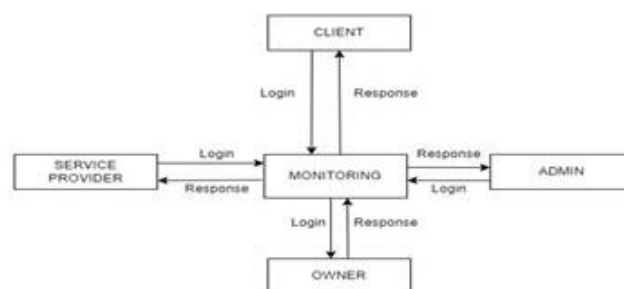 CLIENT
Login
Response
SERVICE
PROVIDER
Login
Response
MONITORING
Response
Login
ADMIN
Login
Response
OWNER